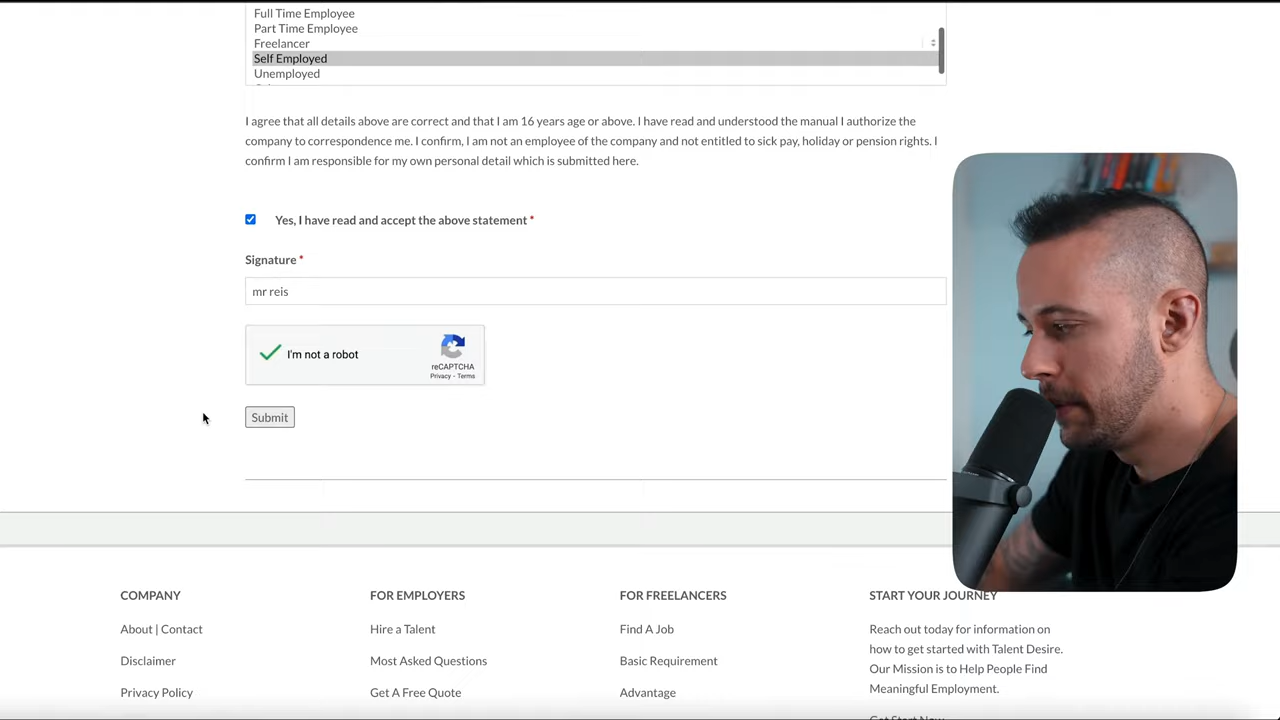 Full Time Employee
Part Time Employee
Freelancer
Self Employed
Unemployed
I agree that all details above are correct and that I am 16 years age or above. I have read and understood the manual I authorize the
company to correspondence me. I confirm, I am not an employee of the company and not entitled to sick pay, holiday or pension rights. I
confirm I am responsible for my own personal detail which is submitted here.
Yes, I have read and accept the above statement *
Signature *
mr reis
I'm not a robot
reCAPTCHA
Privacy - Terms
Submit
COMPANY
FOR EMPLOYERS
FOR FREELANCERS
START YOUR JOURNEY
About | Contact
Hire a Talent
Find A Job
Reach out today for information on
how to get started with Talent Desire.
Our Mission is to Help People Find
Meaningful Employment.
Disclaimer
Most Asked Questions
Basic Requirement
Privacy Policy
Get A Free Quote
Advantage